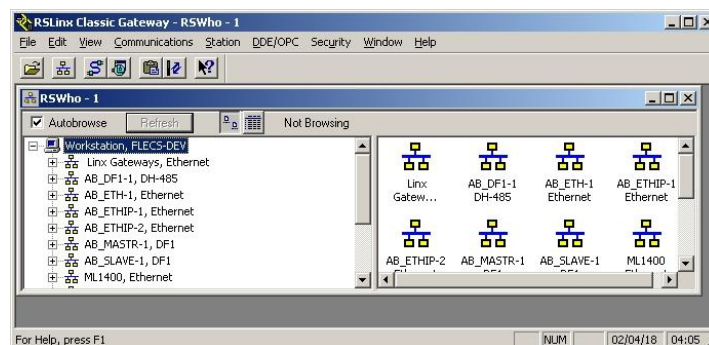 RSLinx Classic Gateway - RSWho - 1
File Edit View Communications Station DDE/OPC Security Window Help
RSWho - 1
Autobrowse Refresh Not Browsing
Workstation, FLECS-DEV
Linx Gateways, Ethernet
AB_DF1-1, DH-485
AB_ETH-1, Ethernet
AB_ETHIP-1, Ethernet
AB_ETHIP-2, Ethernet
AB_MASTR-1, DF1
AB_SLAVE-1, DF1
ML1400, Ethernet
Linx AB_DF1-1 AB_ETH-1 AB_ETHIP-1
Gatew... DH-485 Ethernet Ethernet
AB_ETHIP-2 AB_MASTR-1 AB_SLAVE-1 ML1400
For Help, press F1 NUM 02/04/18 04:05